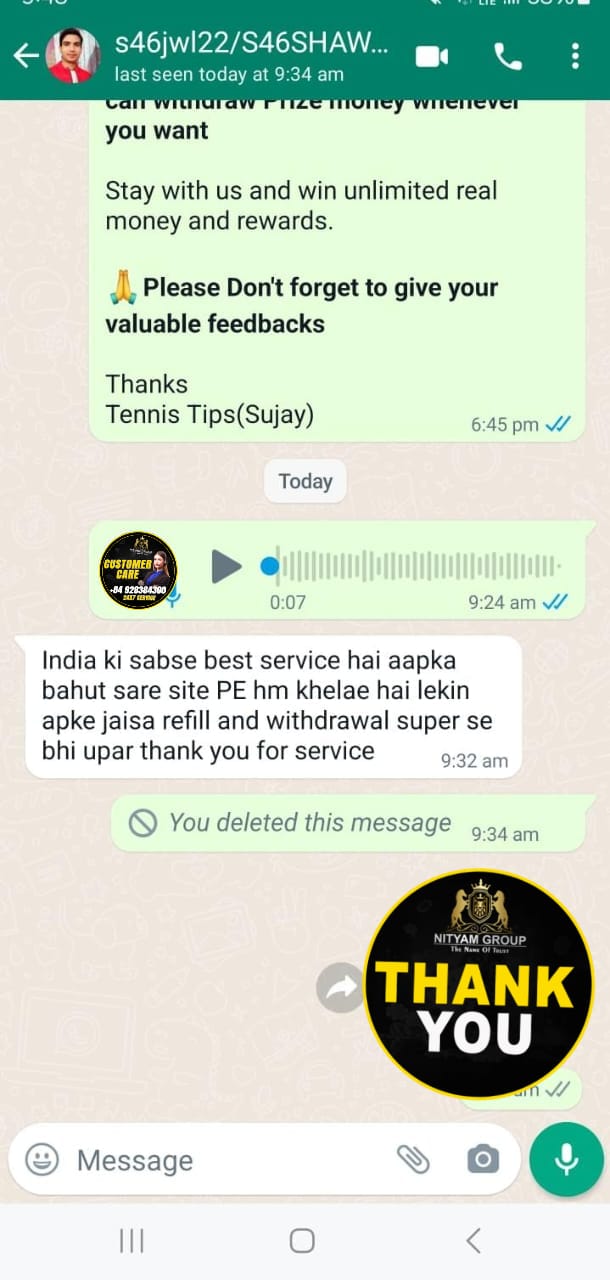 s46jwl22/S46SHAW...
last seen today at 9:34 am
can withdraw Prize money whenever
you want
Stay with us and win unlimited real
money and rewards.
🙏 Please Don't forget to give your
valuable feedbacks
Thanks
Tennis Tips(Sujay)
6:45 pm
Today
CUSTOMER
CARE
24X7 SERVICE
0:07
9:24 am
India ki sabse best service hai aapka
bahut sare site PE hm khelae hai lekin
apke jaisa refill and withdrawal super se
bhi upar thank you for service
9:32 am
You deleted this message
9:34 am
NITYAM GROUP
The Name Of Trust
THANK
YOU
am
Message